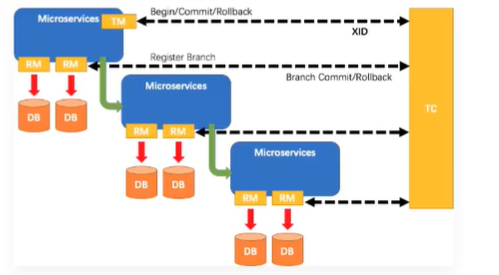 Begin/Commit/Rollback
Microservices
TM
XID
Register Branch
RM
RM
Branch Commit/Rollback
Microservices
TC
DB
DB
RM
RM
Microservices
DB
DB
RM
RM
DB
DB